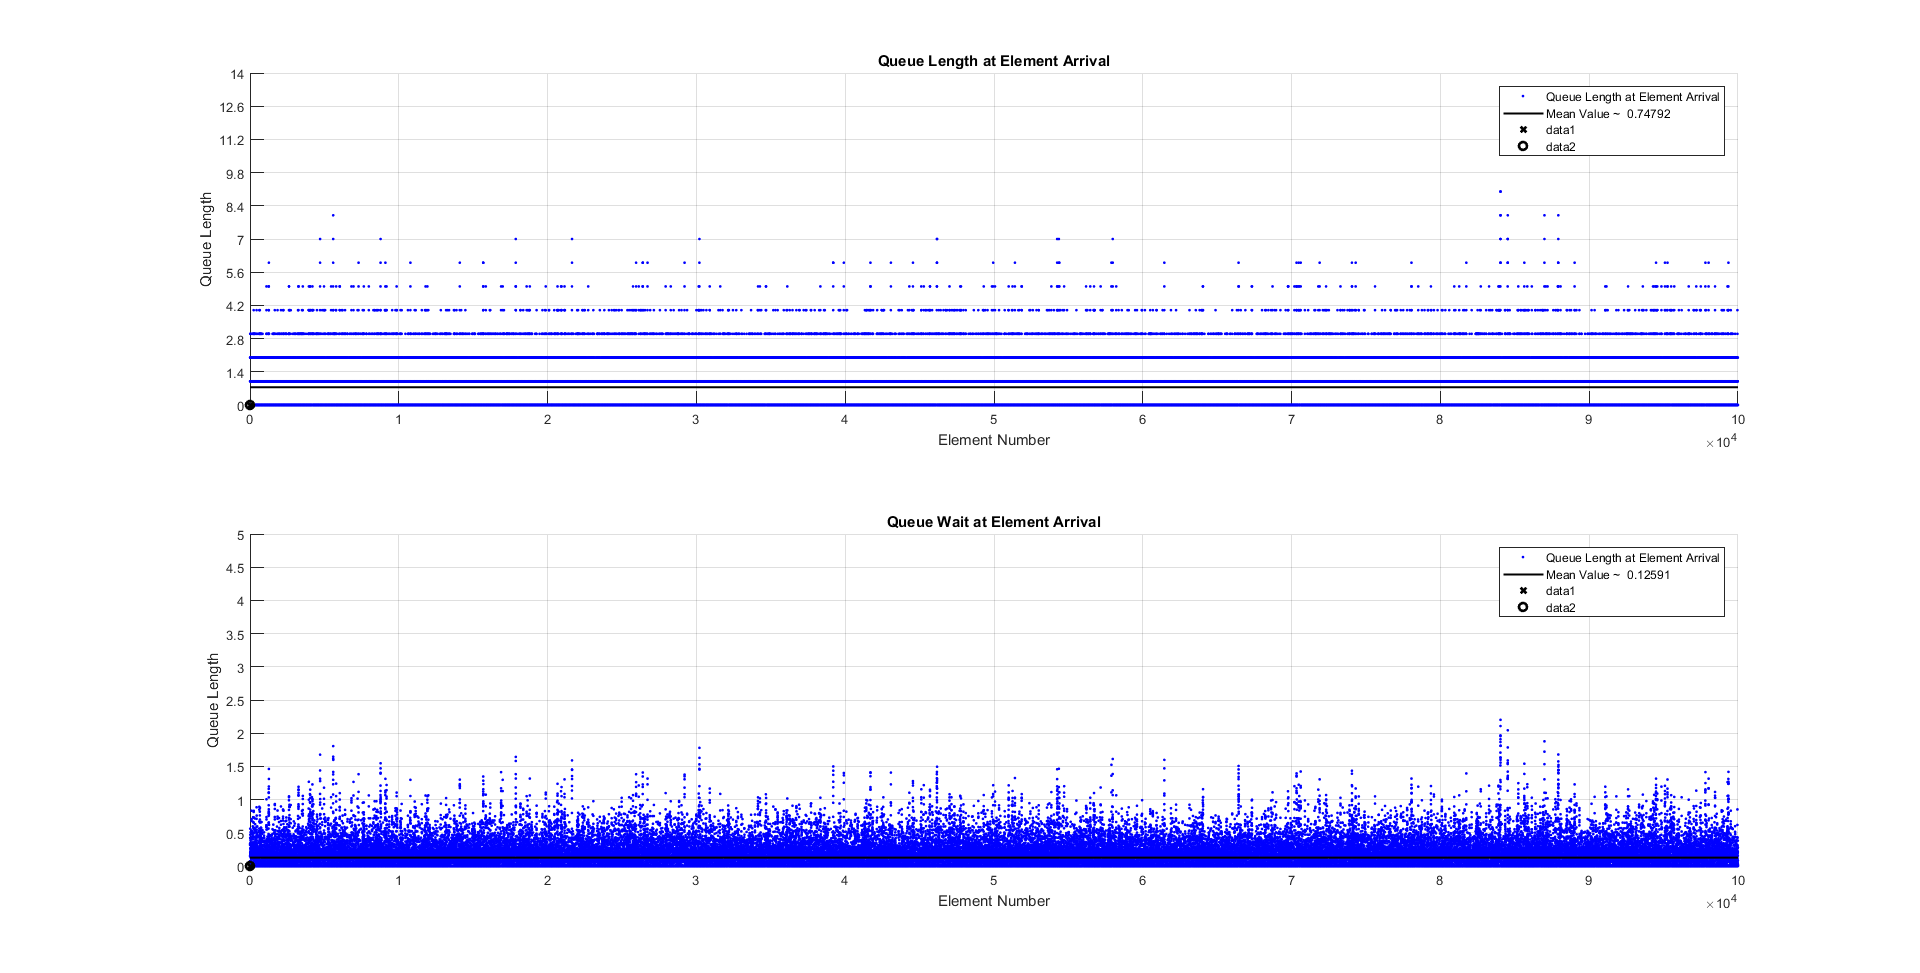 Queue Length at Element Arrival
14
12.6
11.2
9.8
8.4
7
5.6
4.2
2.8
1.4
0
Queue Length
Queue Length at Element Arrival
Mean Value ~ 0.74792
data1
data2
0 1 2 3 4 5 6 7 8 9 10
Element Number
×10^4
Queue Wait at Element Arrival
5
4.5
4
3.5
3
2.5
2
1.5
1
0.5
0
Queue Length
Queue Length at Element Arrival
Mean Value ~ 0.12591
data1
data2
0 1 2 3 4 5 6 7 8 9 10
Element Number
×10^4